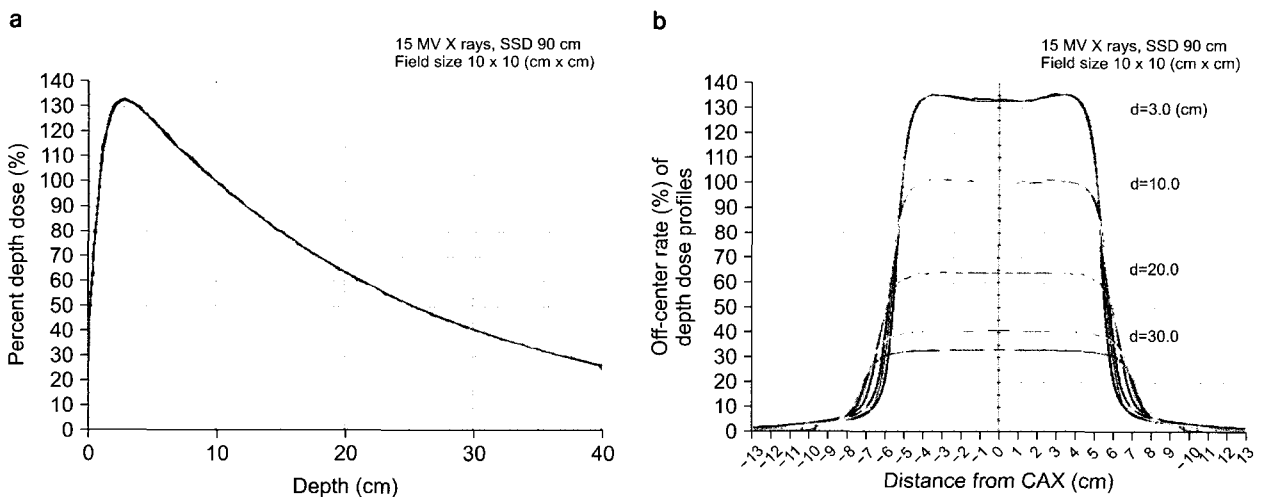 a
15 MV X rays, SSD 90 cm
Field size 10 x 10 (cm x cm)
140
130
120
110
100
90
80
70
60
50
40
30
20
10
0
Percent depth dose (%)
0 10 20 30 40
Depth (cm)
b
15 MV X rays, SSD 90 cm
Field size 10 x 10 (cm x cm)
140
130
120
110
100
90
80
70
60
50
40
30
20
10
0
Off-center rate (%) of
depth dose profiles
d=3.0 (cm)
d=10.0
d=20.0
d=30.0
-13 -12 -11 -10 -9 -8 -7 -6 -5 -4 -3 -2 -1 0 1 2 3 4 5 6 7 8 9 -10 11 12 13
Distance from CAX (cm)